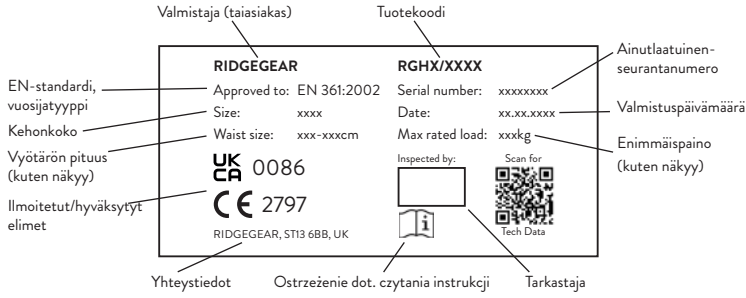 Valmistaja (taiasiakas)
Tuotekoodi
Ainutlaatuinen-
seurantanumero
EN-standardi,
vuosijatyyppi
Valmistuspäivämäärä
Kehonkoko
Enimmäispaino
(kuten näkyy)
Vyötärön pituus
(kuten näkyy)
Ilmoitetut/hyväksytyt
elimet
RIDGEGEAR
Approved to: EN 361:2002
Size: xxxx
Waist size: xxx-xxxcm
UK
CA 0086
CE 2797
RIDGEGEAR, ST13 6BB, UK
RGHX/XXXX
Serial number: xxxxxxxx
Date: xx.xx.xxxx
Max rated load: xxxkg
Inspected by:
Scan for
Tech Data
i
Yhteystiedot
Ostrzeżenie dot. czytania instrukcji
Tarkastaja